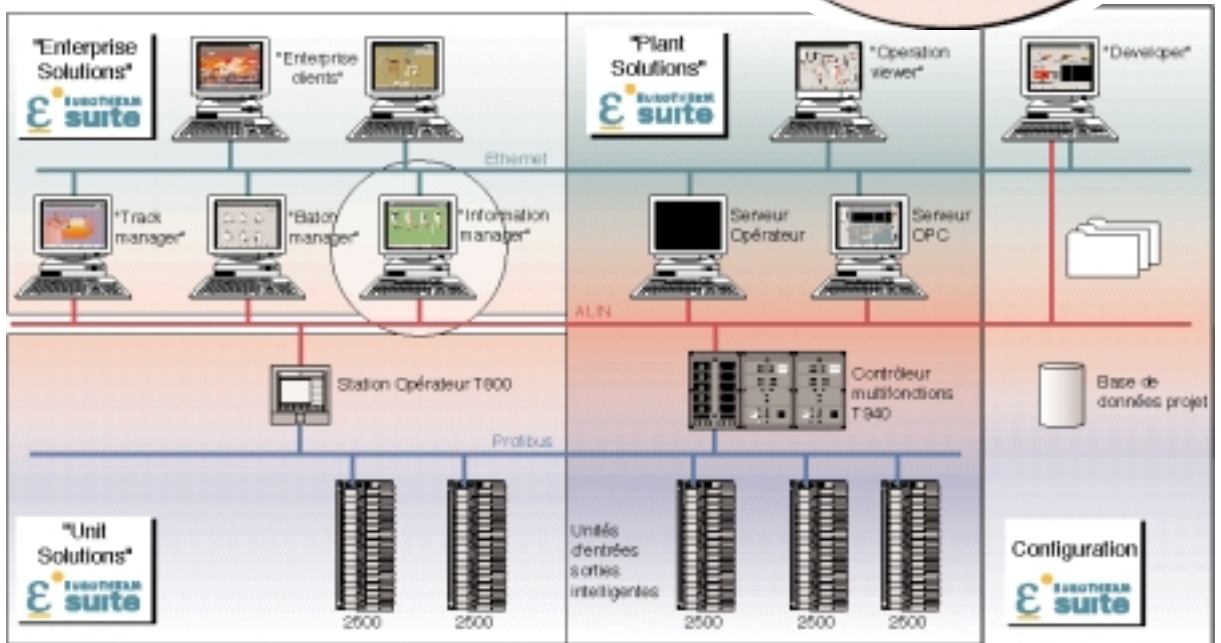 "Enterprise
Solutions"
EUROTHERM
suite
"Enterprise
clients"
"Plant
Solutions"
EUROTHERM
suite
"Operation
viewer"
"Developer"
Ethernet
"Track
manager"
"Batch
manager"
"Information
manager"
Serveur
Opérateur
Serveur
OPC
ALIN
Station Opérateur T800
Contrôleur
multifonctions
T940
Base de
données projet
Profibus
"Unit
Solutions"
EUROTHERM
suite
Unités
d'entrées
sorties
intelligentes
Configuration
EUROTHERM
suite
2500
2500
2500
2500
2500